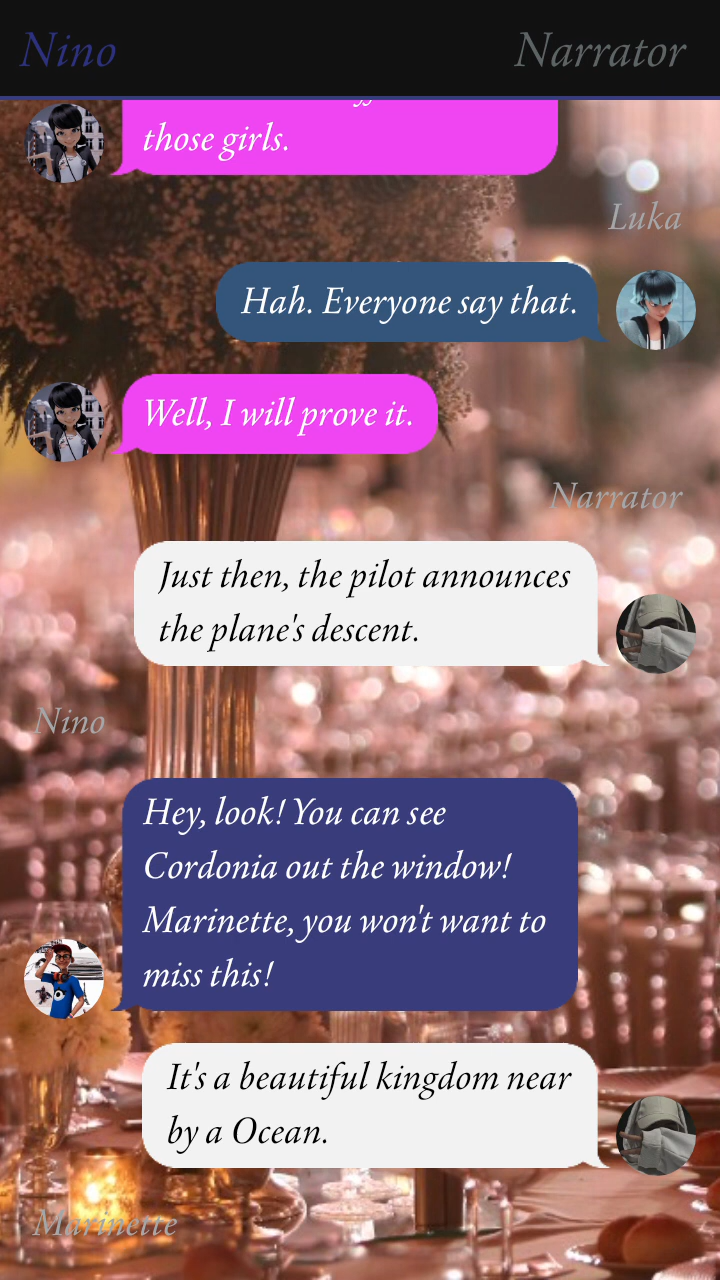 Nino
Narrator
those girls.
Luka
Hah. Everyone say that.
Well, I will prove it.
Narrator
Just then, the pilot announces
the plane's descent.
Nino
Hey, look! You can see
Cordonia out the window!
Marinette, you won't want to
miss this!
It's a beautiful kingdom near
by a Ocean.
Marinette